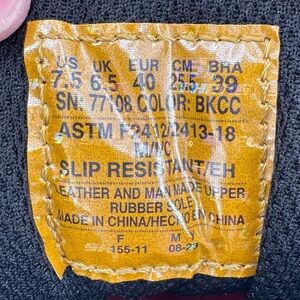 US UK EUR CM BRA
7.5 6.5 40 25.5 39
SN: 77108 COLOR: BKCC
ASTM F2412/2413-18
M/I/C
SLIP RESISTANT/EH
LEATHER AND MAN MADE UPPER
RUBBER SOLE
MADE IN CHINA/HECHO EN CHINA
F M Y
155-11 08-23